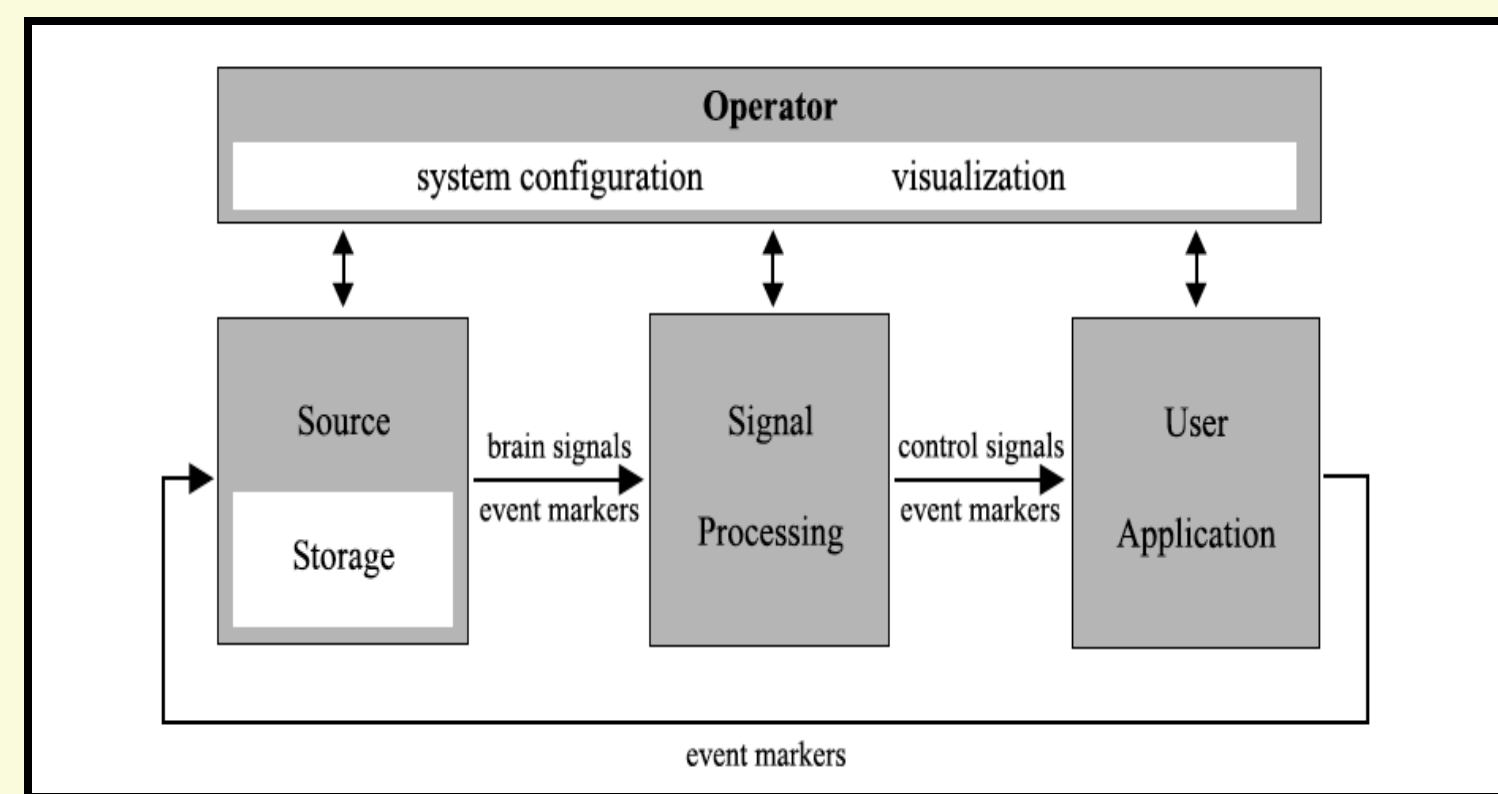 Operator
system configuration visualization
Source
Storage
brain signals
event markers
Signal
Processing
control signals
event markers
User
Application
event markers